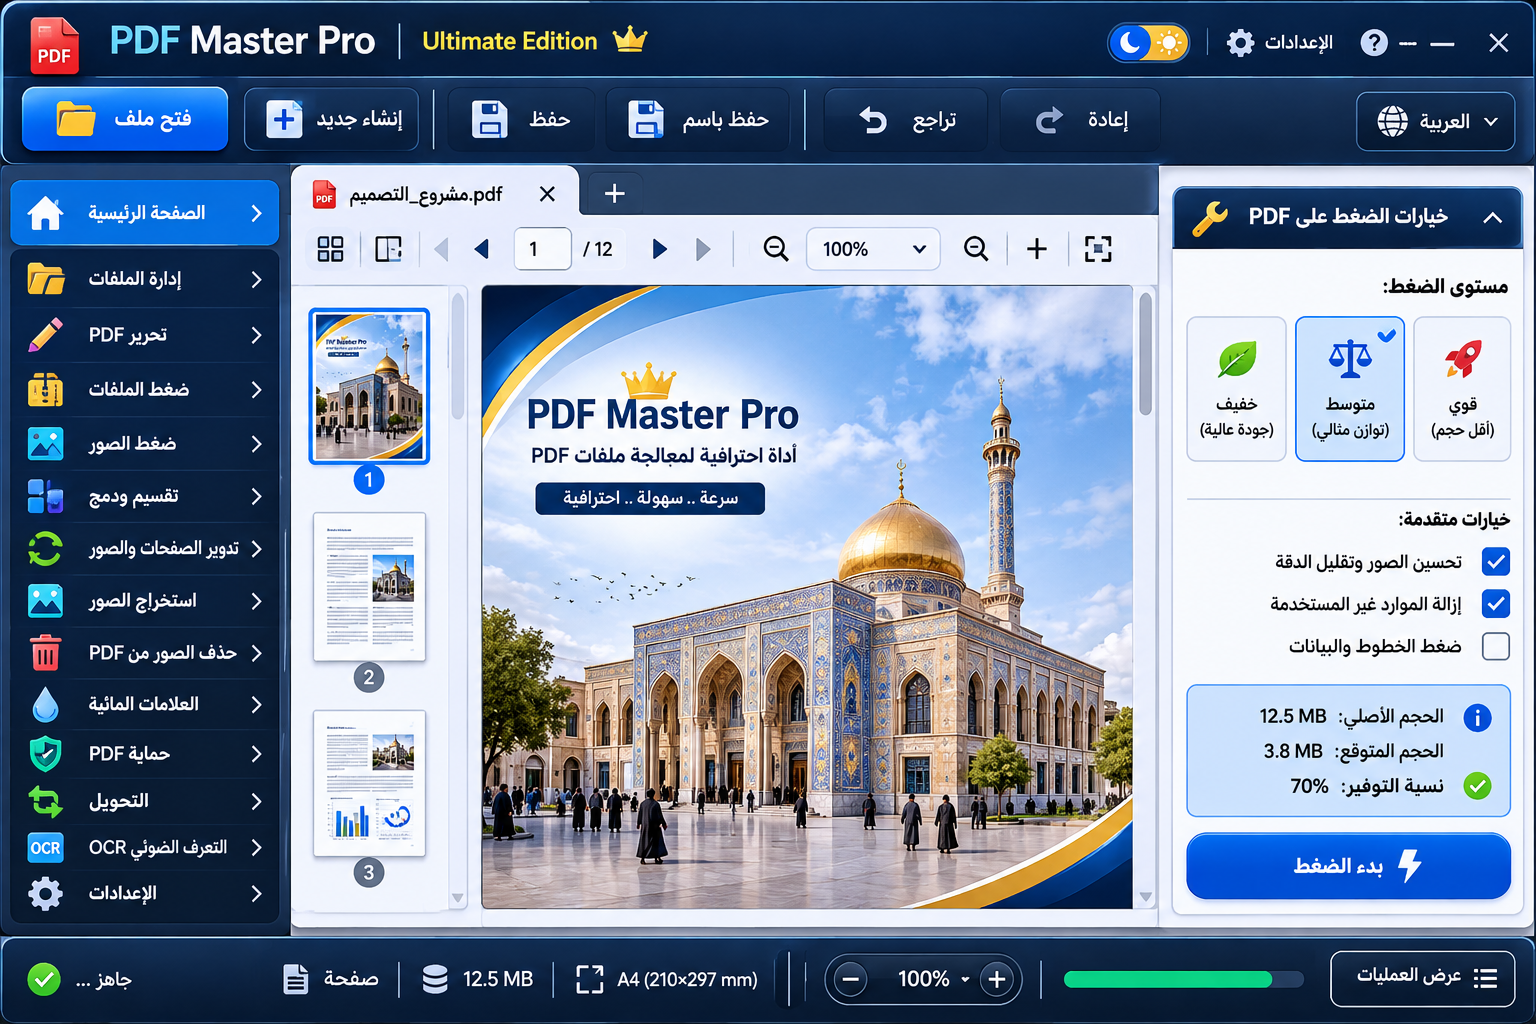 PDF
PDF Master Pro
Ultimate Edition
الإعدادات
?
فتح ملف
إنشاء جديد
حفظ
حفظ باسم
تراجع
إعادة
العربية
الصفحة الرئيسية
إدارة الملفات
تحرير PDF
ضغط الملفات
ضغط الصور
تقسيم ودمج
تدوير الصفحات والصور
استخراج الصور
حذف الصور من PDF
العلامات المائية
حماية PDF
التحويل
OCR
التعرف الضوئي OCR
الإعدادات
PDF
مشروع_التصميم.pdf
1 / 12
100%
PDF Master Pro
1
2
3
PDF Master Pro
أداة احترافية لمعالجة ملفات PDF
سرعة .. سهولة .. احترافية
خيارات الضغط على PDF
مستوى الضغط:
قوي
(أقل حجم)
متوسط
(توازن مثالي)
خفيف
(جودة عالية)
خيارات متقدمة:
تحسين الصور وتقليل الدقة
إزالة الموارد غير المستخدمة
ضغط الخطوط والبيانات
الحجم الأصلي: 12.5 MB
الحجم المتوقع: 3.8 MB
نسبة التوفير: 70%
بدء الضغط
جاهز ...
صفحة
12.5 MB
A4 (210×297 mm)
100%
عرض العمليات